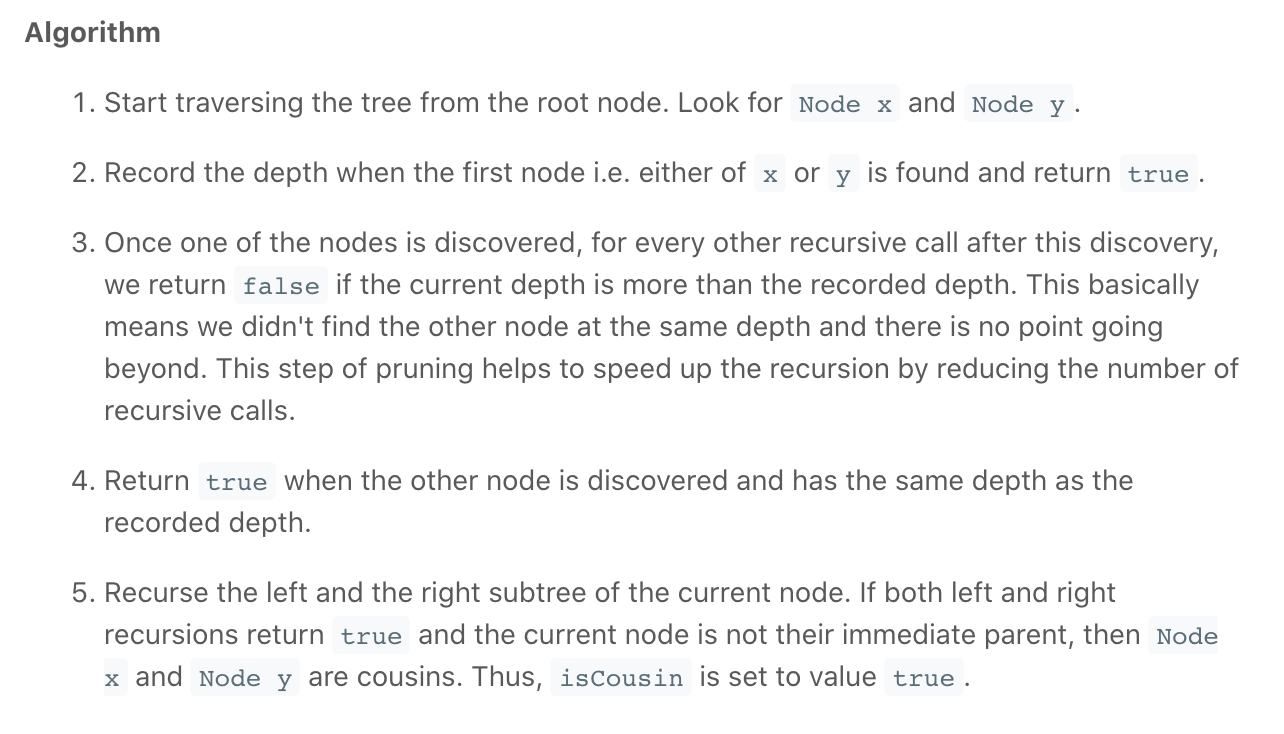 Algorithm
1. Start traversing the tree from the root node. Look for Node x and Node y.
2. Record the depth when the first node i.e. either of x or y is found and return true.
3. Once one of the nodes is discovered, for every other recursive call after this discovery,
we return false if the current depth is more than the recorded depth. This basically
means we didn't find the other node at the same depth and there is no point going
beyond. This step of pruning helps to speed up the recursion by reducing the number of
recursive calls.
4. Return true when the other node is discovered and has the same depth as the
recorded depth.
5. Recurse the left and the right subtree of the current node. If both left and right
recursions return true and the current node is not their immediate parent, then Node
x and Node y are cousins. Thus, isCousin is set to value true.